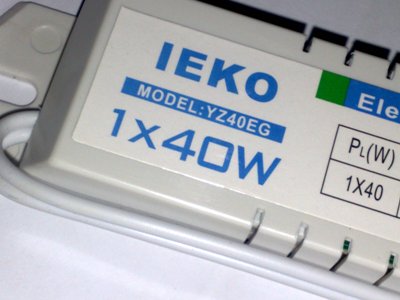 IEKO
MODEL:YZ40EG
1x40W
Ele
PL(W)
1X40